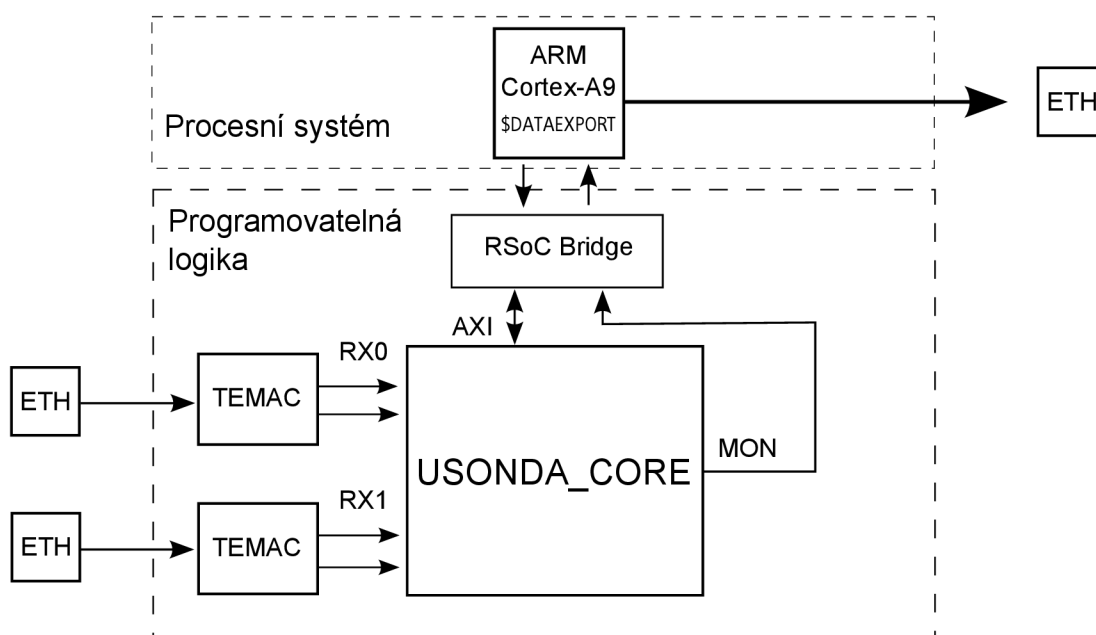 ARM
Cortex-A9
$DATAEXPORT
ETH
Procesní systém
Programovatelná
logika
RSoC Bridge
AXI
RX0
ETH
TEMAC
USONDA_CORE
MON
RX1
ETH
TEMAC